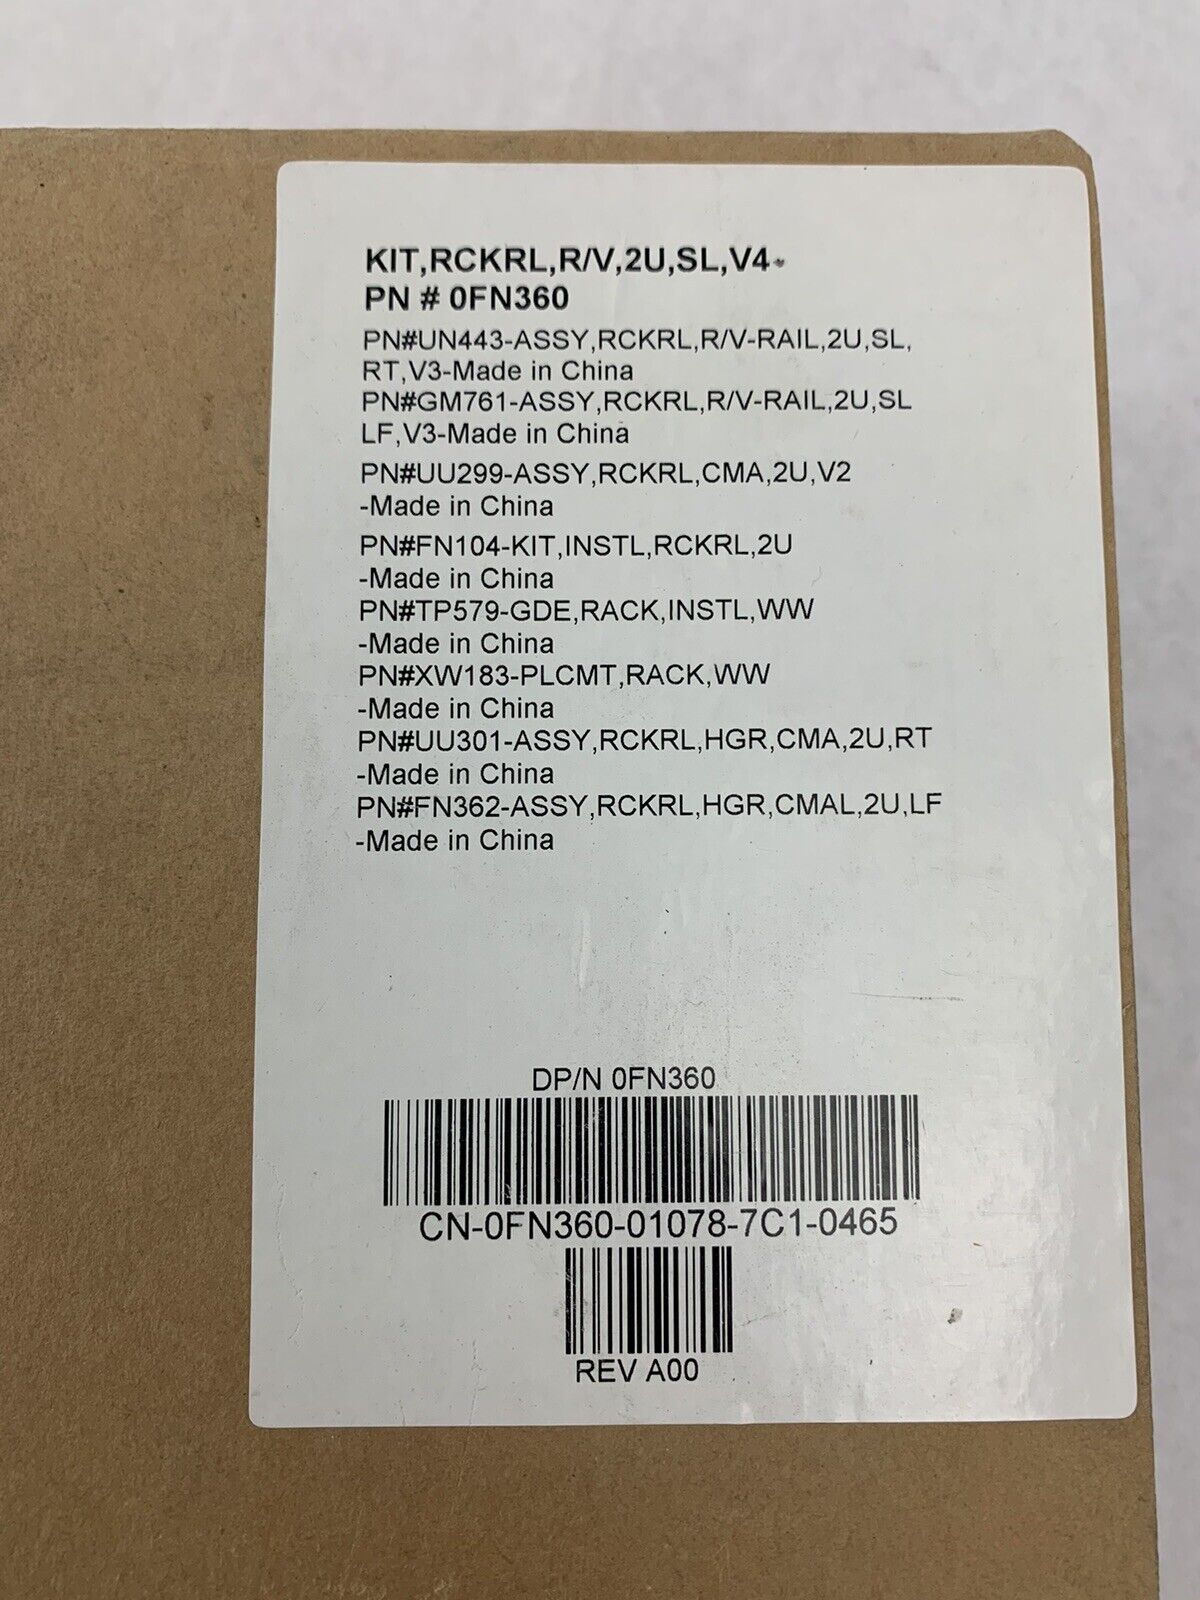 KIT,RCKRL,R/V,2U,SL,V4
PN # 0FN360
PN#UN443-ASSY,RCKRL,R/V-RAIL,2U,SL,
RT,V3-Made in China
PN#GM761-ASSY,RCKRL,R/V-RAIL,2U,SL
LF,V3-Made in China
PN#UU299-ASSY,RCKRL,CMA,2U,V2
-Made in China
PN#FN104-KIT,INSTL,RCKRL,2U
-Made in China
PN#TP579-GDE,RACK,INSTL,WW
-Made in China
PN#XW183-PLCMT,RACK,WW
-Made in China
PN#UU301-ASSY,RCKRL,HGR,CMA,2U,RT
-Made in China
PN#FN362-ASSY,RCKRL,HGR,CMAL,2U,LF
-Made in China
DP/N 0FN360
CN-0FN360-01078-7C1-0465
REV A00